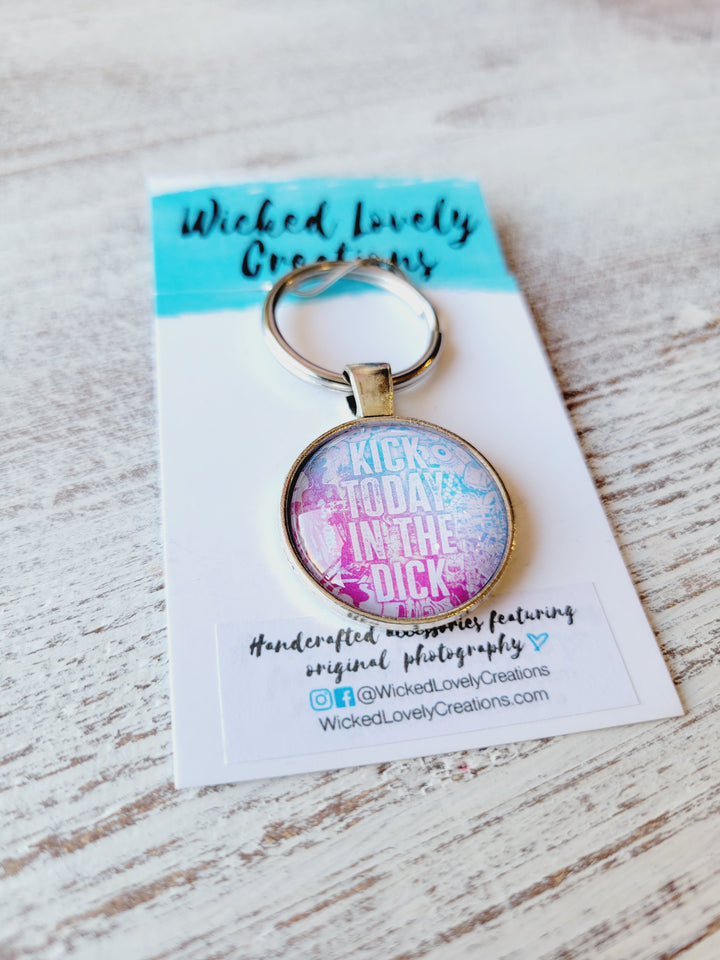 Wicked Lovely
Creations
KICK
TODAY
IN THE
DICK
Handcrafted accessories featuring
original photography
@WickedLovelyCreations
WickedLovelyCreations.com